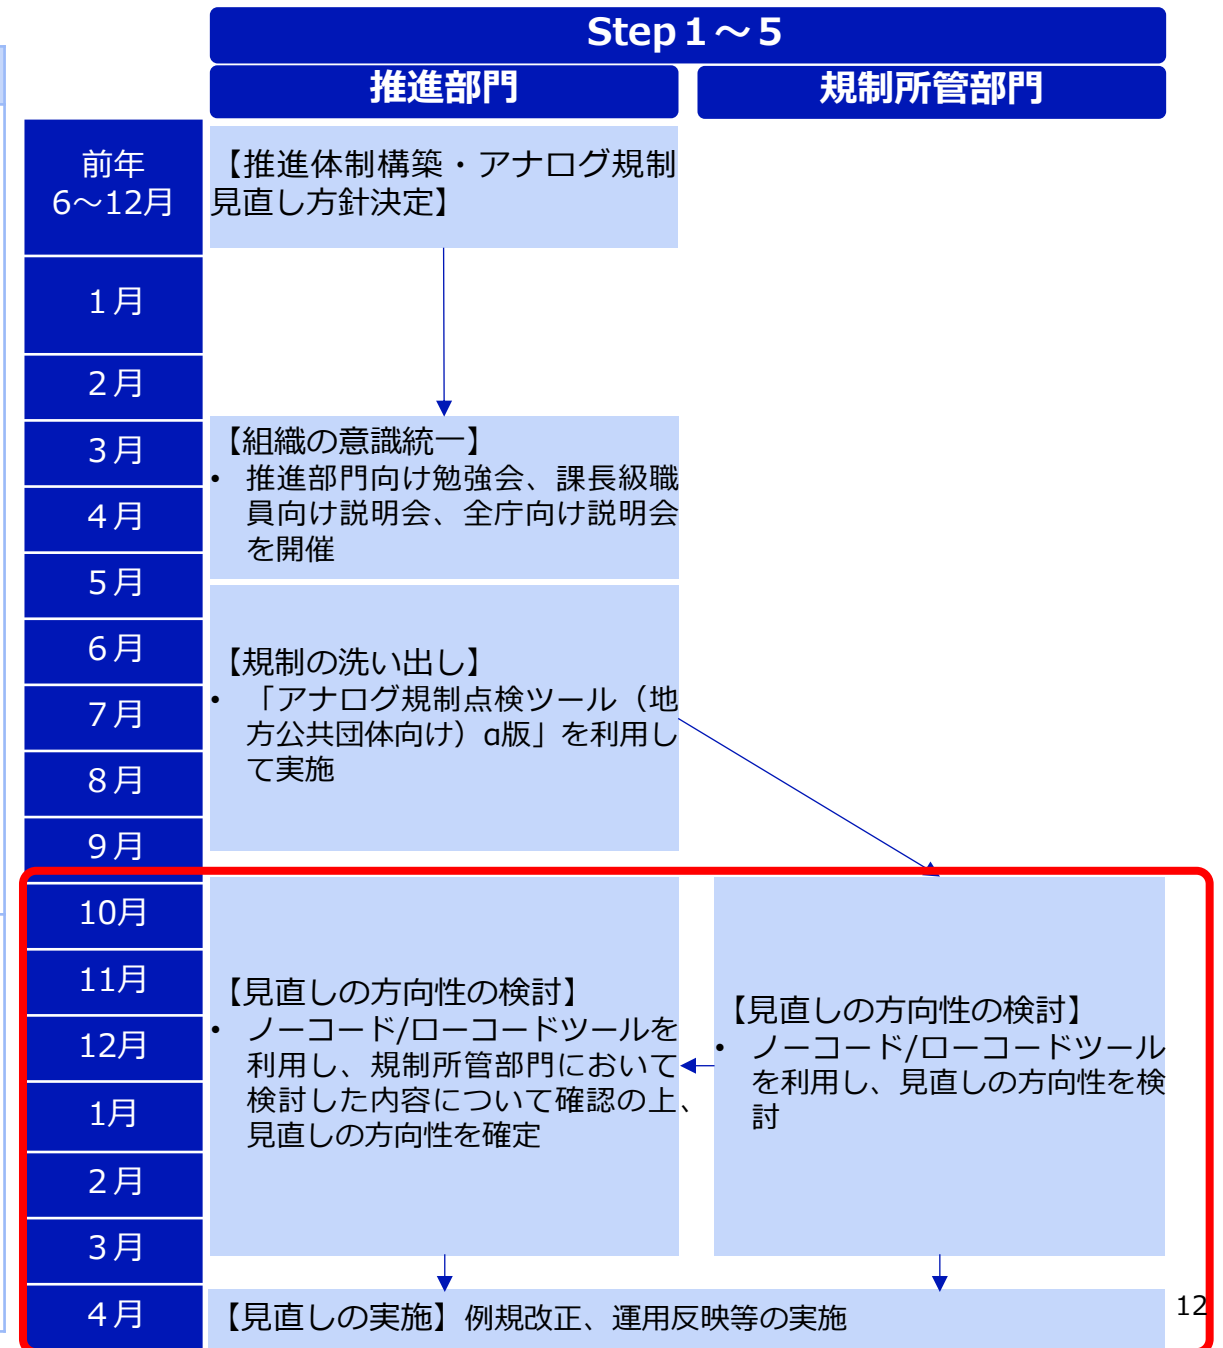 Step１～５
推進部門
規制所管部門
前年
6～12月
【推進体制構築・アナログ規制
見直し方針決定】
１月
２月
３月
【組織の意識統一】
• 推進部門向け勉強会、課長級職
員向け説明会、全庁向け説明会
を開催
４月
５月
６月
【規制の洗い出し】
• 「アナログ規制点検ツール（地
方公共団体向け）α版」を利用し
て実施
７月
８月
９月
10月
11月
12月
1月
２月
３月
【見直しの方向性の検討】
• ノーコード/ローコードツールを
利用し、規制所管部門において
検討した内容について確認の上、
見直しの方向性を確定
【見直しの方向性の検討】
• ノーコード/ローコードツール
を利用し、見直しの方向性を検
討
４月
【見直しの実施】例規改正、運用反映等の実施
12